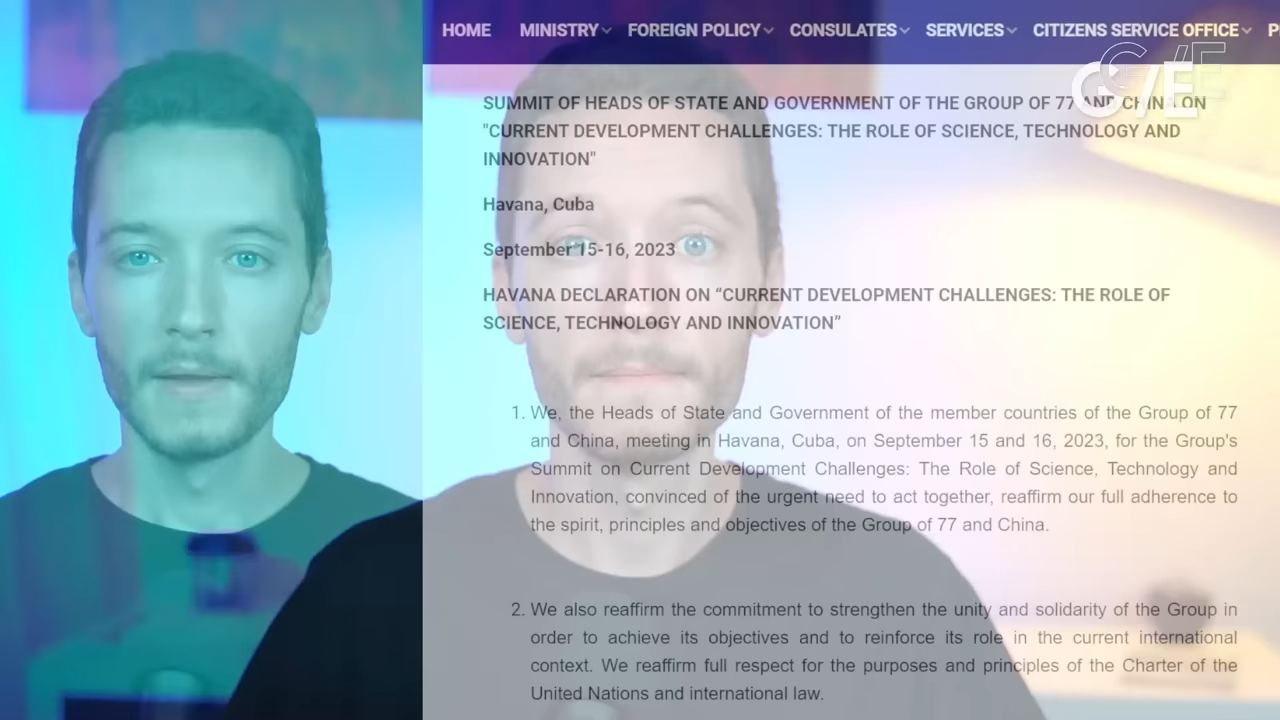 HOME MINISTRY FOREIGN POLICY CONSULATES SERVICES CITIZENS SERVICE OFFICE P
G/E
SUMMIT OF HEADS OF STATE AND GOVERNMENT OF THE GROUP OF 77 AND CHINA ON
"CURRENT DEVELOPMENT CHALLENGES: THE ROLE OF SCIENCE, TECHNOLOGY AND
INNOVATION"
Havana, Cuba
September 15-16, 2023
HAVANA DECLARATION ON “CURRENT DEVELOPMENT CHALLENGES: THE ROLE OF
SCIENCE, TECHNOLOGY AND INNOVATION”
1. We, the Heads of State and Government of the member countries of the Group of 77
and China, meeting in Havana, Cuba, on September 15 and 16, 2023, for the Group's
Summit on Current Development Challenges: The Role of Science, Technology and
Innovation, convinced of the urgent need to act together, reaffirm our full adherence to
the spirit, principles and objectives of the Group of 77 and China.
2. We also reaffirm the commitment to strengthen the unity and solidarity of the Group in
order to achieve its objectives and to reinforce its role in the current international
context. We reaffirm full respect for the purposes and principles of the Charter of the
United Nations and international law.